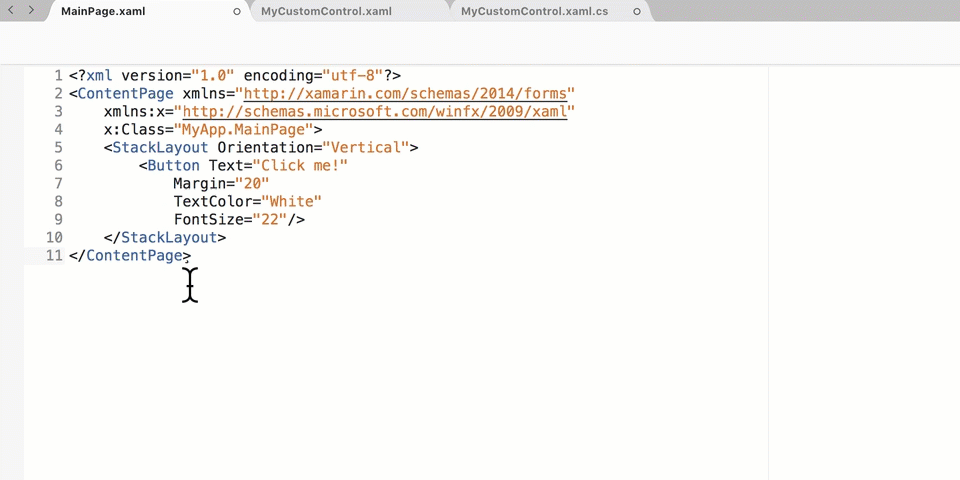 MainPage.xaml
MyCustomControl.xaml
MyCustomControl.xaml.cs
1 <?xml version="1.0" encoding="utf-8"?>
2 <ContentPage xmlns="http://xamarin.com/schemas/2014/forms"
3 xmlns:x="http://schemas.microsoft.com/winfx/2009/xaml"
4 x:Class="MyApp.MainPage">
5 <StackLayout Orientation="Vertical">
6 <Button Text="Click me!"
7 Margin="20"
8 TextColor="White"
9 FontSize="22"/>
10 </StackLayout>
11 </ContentPage>